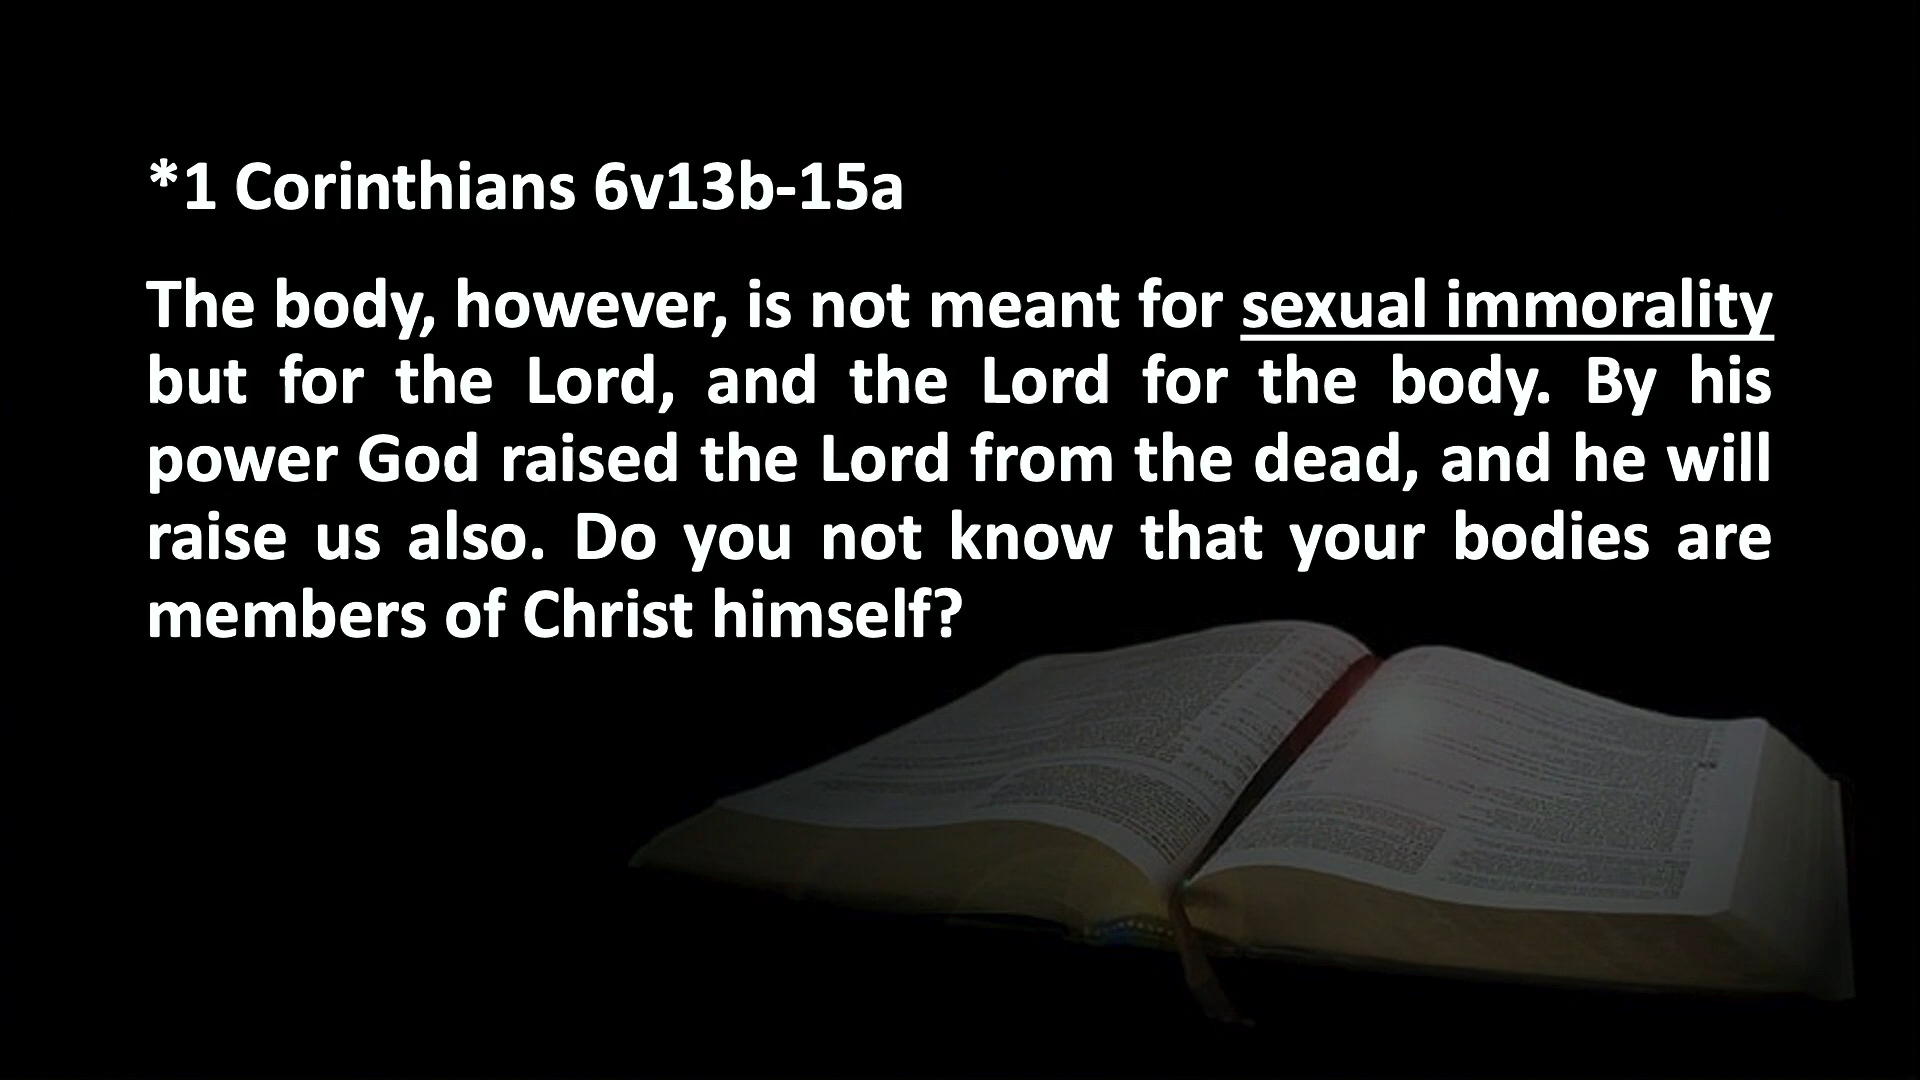 *1 Corinthians 6v13b-15a
The body, however, is not meant for sexual immorality
but for the Lord, and the Lord for the body. By his
power God raised the Lord from the dead, and he will
raise us also. Do you not know that your bodies are
members of Christ himself?